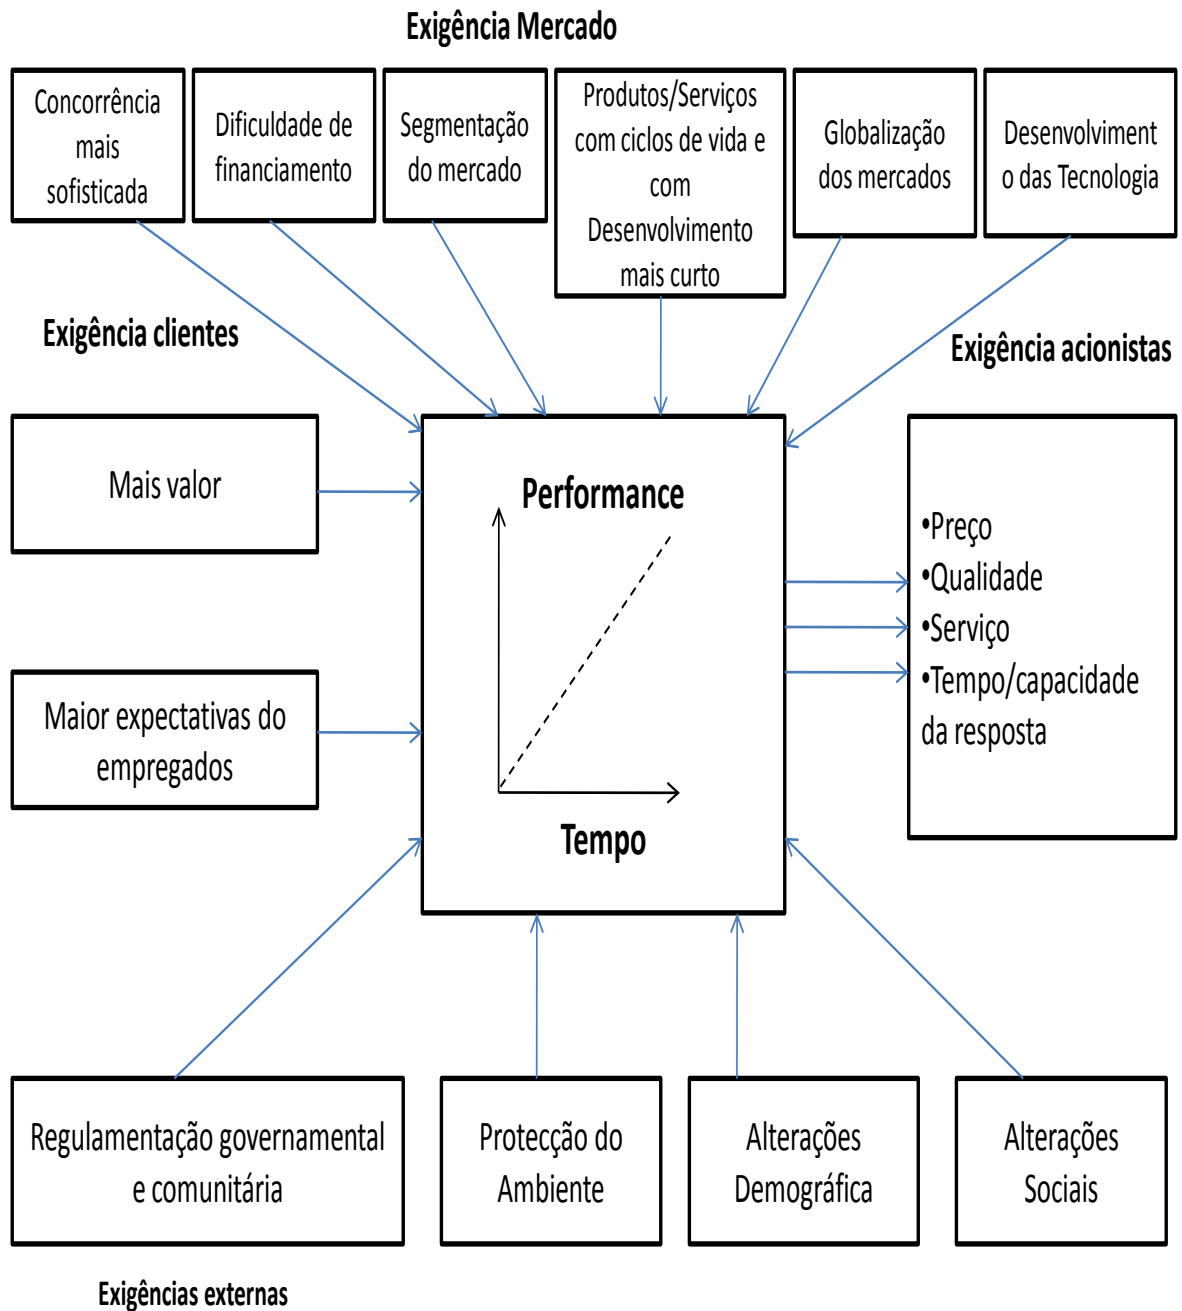 Exigência Mercado
Concorrência
mais
sofisticada
Dificuldade de
financiamento
Segmentação
do mercado
Produtos/Serviços
com ciclos de vida e
com
Desenvolvimento
mais curto
Globalização
dos mercados
Desenvolviment
o das Tecnologia
Exigência clientes
Exigência acionistas
Mais valor
Maior expectativas do
empregados
Performance
Tempo
•Preço
•Qualidade
•Serviço
•Tempo/capacidade
da resposta
Regulamentação governamental
e comunitária
Protecção do
Ambiente
Alterações
Demográfica
Alterações
Sociais
Exigências externas